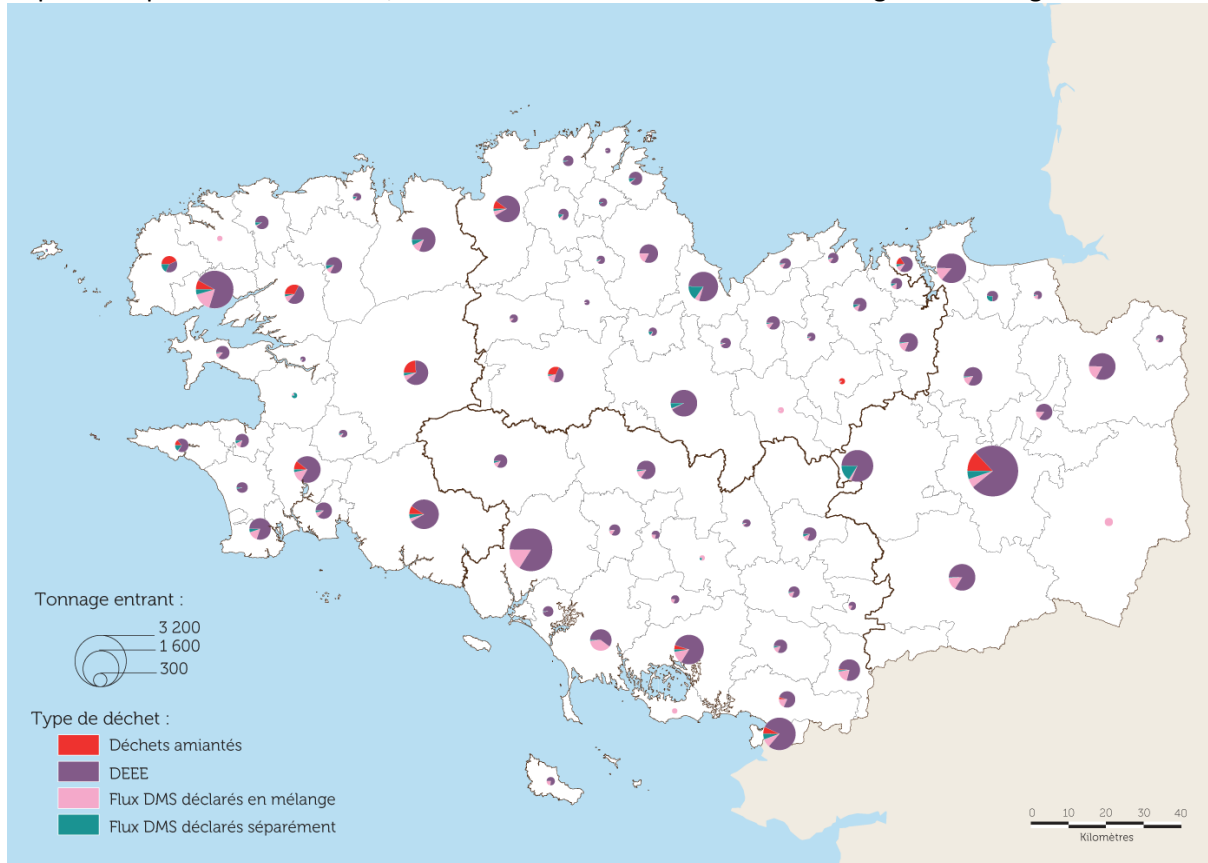 Tonnage entrant :
3 200
1 600
300
Type de déchet :
Déchets amiantés
DEEE
Flux DMS déclarés en mélange
Flux DMS déclarés séparément
0 10 20 30 40
Kilomètres